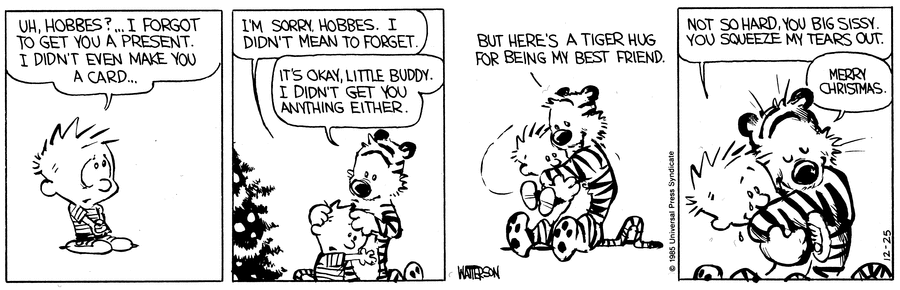 UH, HOBBES?... I FORGOT
TO GET YOU A PRESENT.
I DIDN'T EVEN MAKE YOU
A CARD...
I'M SORRY, HOBBES. I
DIDN'T MEAN TO FORGET.
IT'S OKAY, LITTLE BUDDY.
I DIDN'T GET YOU
ANYTHING EITHER.
BUT HERE'S A TIGER HUG
FOR BEING MY BEST FRIEND.
WATTERSON
© 1985 Universal Press Syndicate
NOT SO HARD, YOU BIG SISSY.
YOU SQUEEZE MY TEARS OUT.
MERRY
CHRISTMAS.
12-25